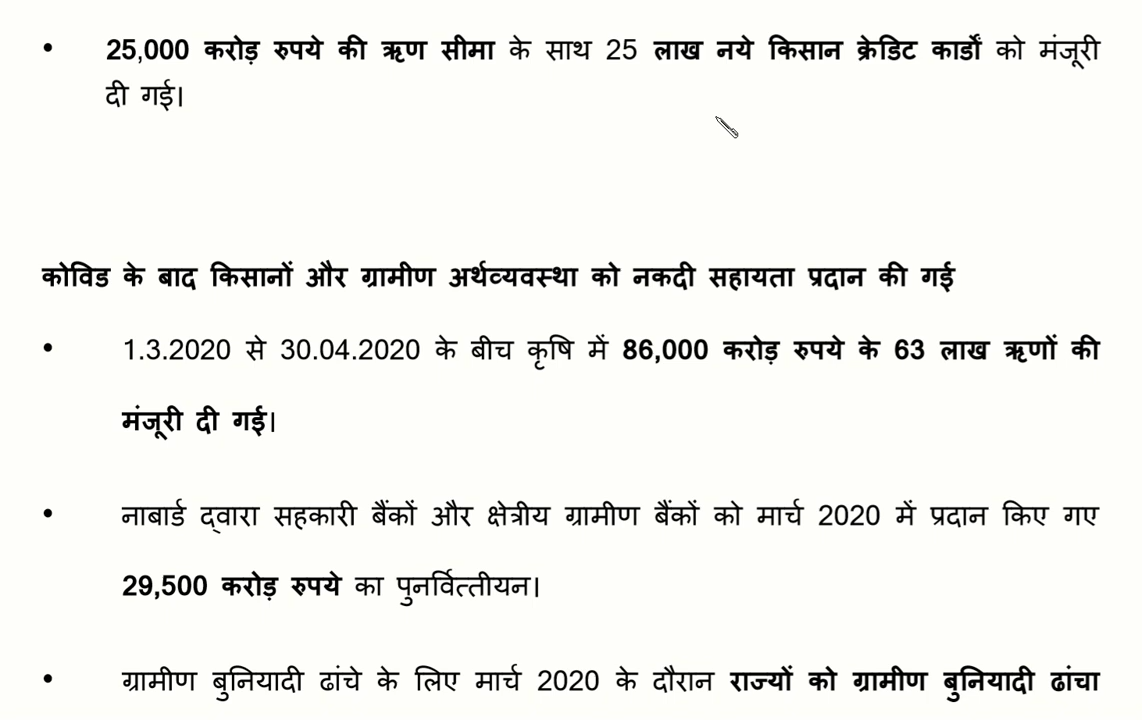 • 25,000 करोड़ रुपये की ऋण सीमा के साथ 25 लाख नये किसान क्रेडिट कार्डों को मंजूरी
दी गई।
कोविड के बाद किसानों और ग्रामीण अर्थव्यवस्था को नकदी सहायता प्रदान की गई
• 1.3.2020 से 30.04.2020 के बीच कृषि में 86,000 करोड़ रुपये के 63 लाख ऋणों की
मंजूरी दी गई।
• नाबार्ड द्वारा सहकारी बैंकों और क्षेत्रीय ग्रामीण बैंकों को मार्च 2020 में प्रदान किए गए
29,500 करोड़ रुपये का पुनर्वित्तीयन।
• ग्रामीण बुनियादी ढांचे के लिए मार्च 2020 के दौरान राज्यों को ग्रामीण बुनियादी ढांचा